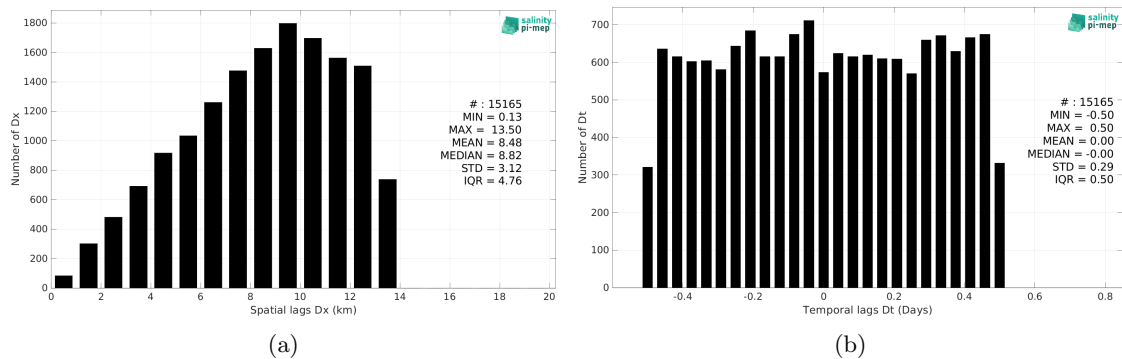 1800
1600
1400
1200
1000
800
600
400
200
0
Number of Dx
0 2 4 6 8 10 12 14 16 18 20
Spatial lags Dx (km)
salinity
pi-mep
# : 15165
MIN = 0.13
MAX = 13.50
MEAN = 8.48
MEDIAN = 8.82
STD = 3.12
IQR = 4.76
(a)
700
600
500
400
300
200
100
0
Number of Dt
-0.4 -0.2 0 0.2 0.4 0.6 0.8
Temporal lags Dt (Days)
salinity
pi-mep
# : 15165
MIN = -0.50
MAX = 0.50
MEAN = 0.00
MEDIAN = -0.00
STD = 0.29
IQR = 0.50
(b)